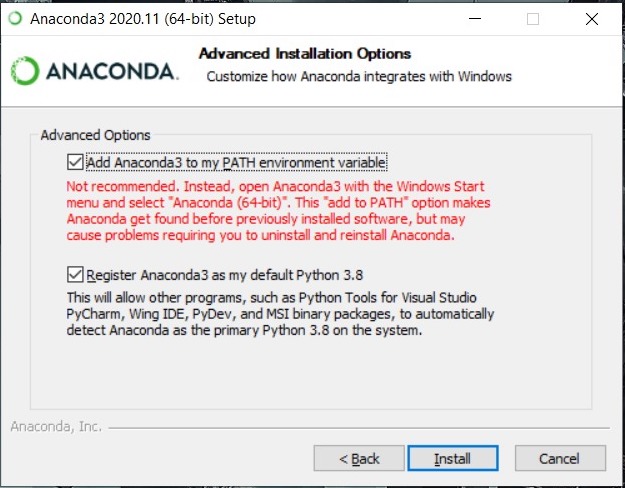 Anaconda3 2020.11 (64-bit) Setup
ANACONDA.
Advanced Installation Options
Customize how Anaconda integrates with Windows
Advanced Options
Add Anaconda3 to my PATH environment variable
Not recommended. Instead, open Anaconda3 with the Windows Start
menu and select "Anaconda (64-bit)". This "add to PATH" option makes
Anaconda get found before previously installed software, but may
cause problems requiring you to uninstall and reinstall Anaconda.
Register Anaconda3 as my default Python 3.8
This will allow other programs, such as Python Tools for Visual Studio
PyCharm, Wing IDE, PyDev, and MSI binary packages, to automatically
detect Anaconda as the primary Python 3.8 on the system.
Anaconda, Inc.
< Back
Install
Cancel